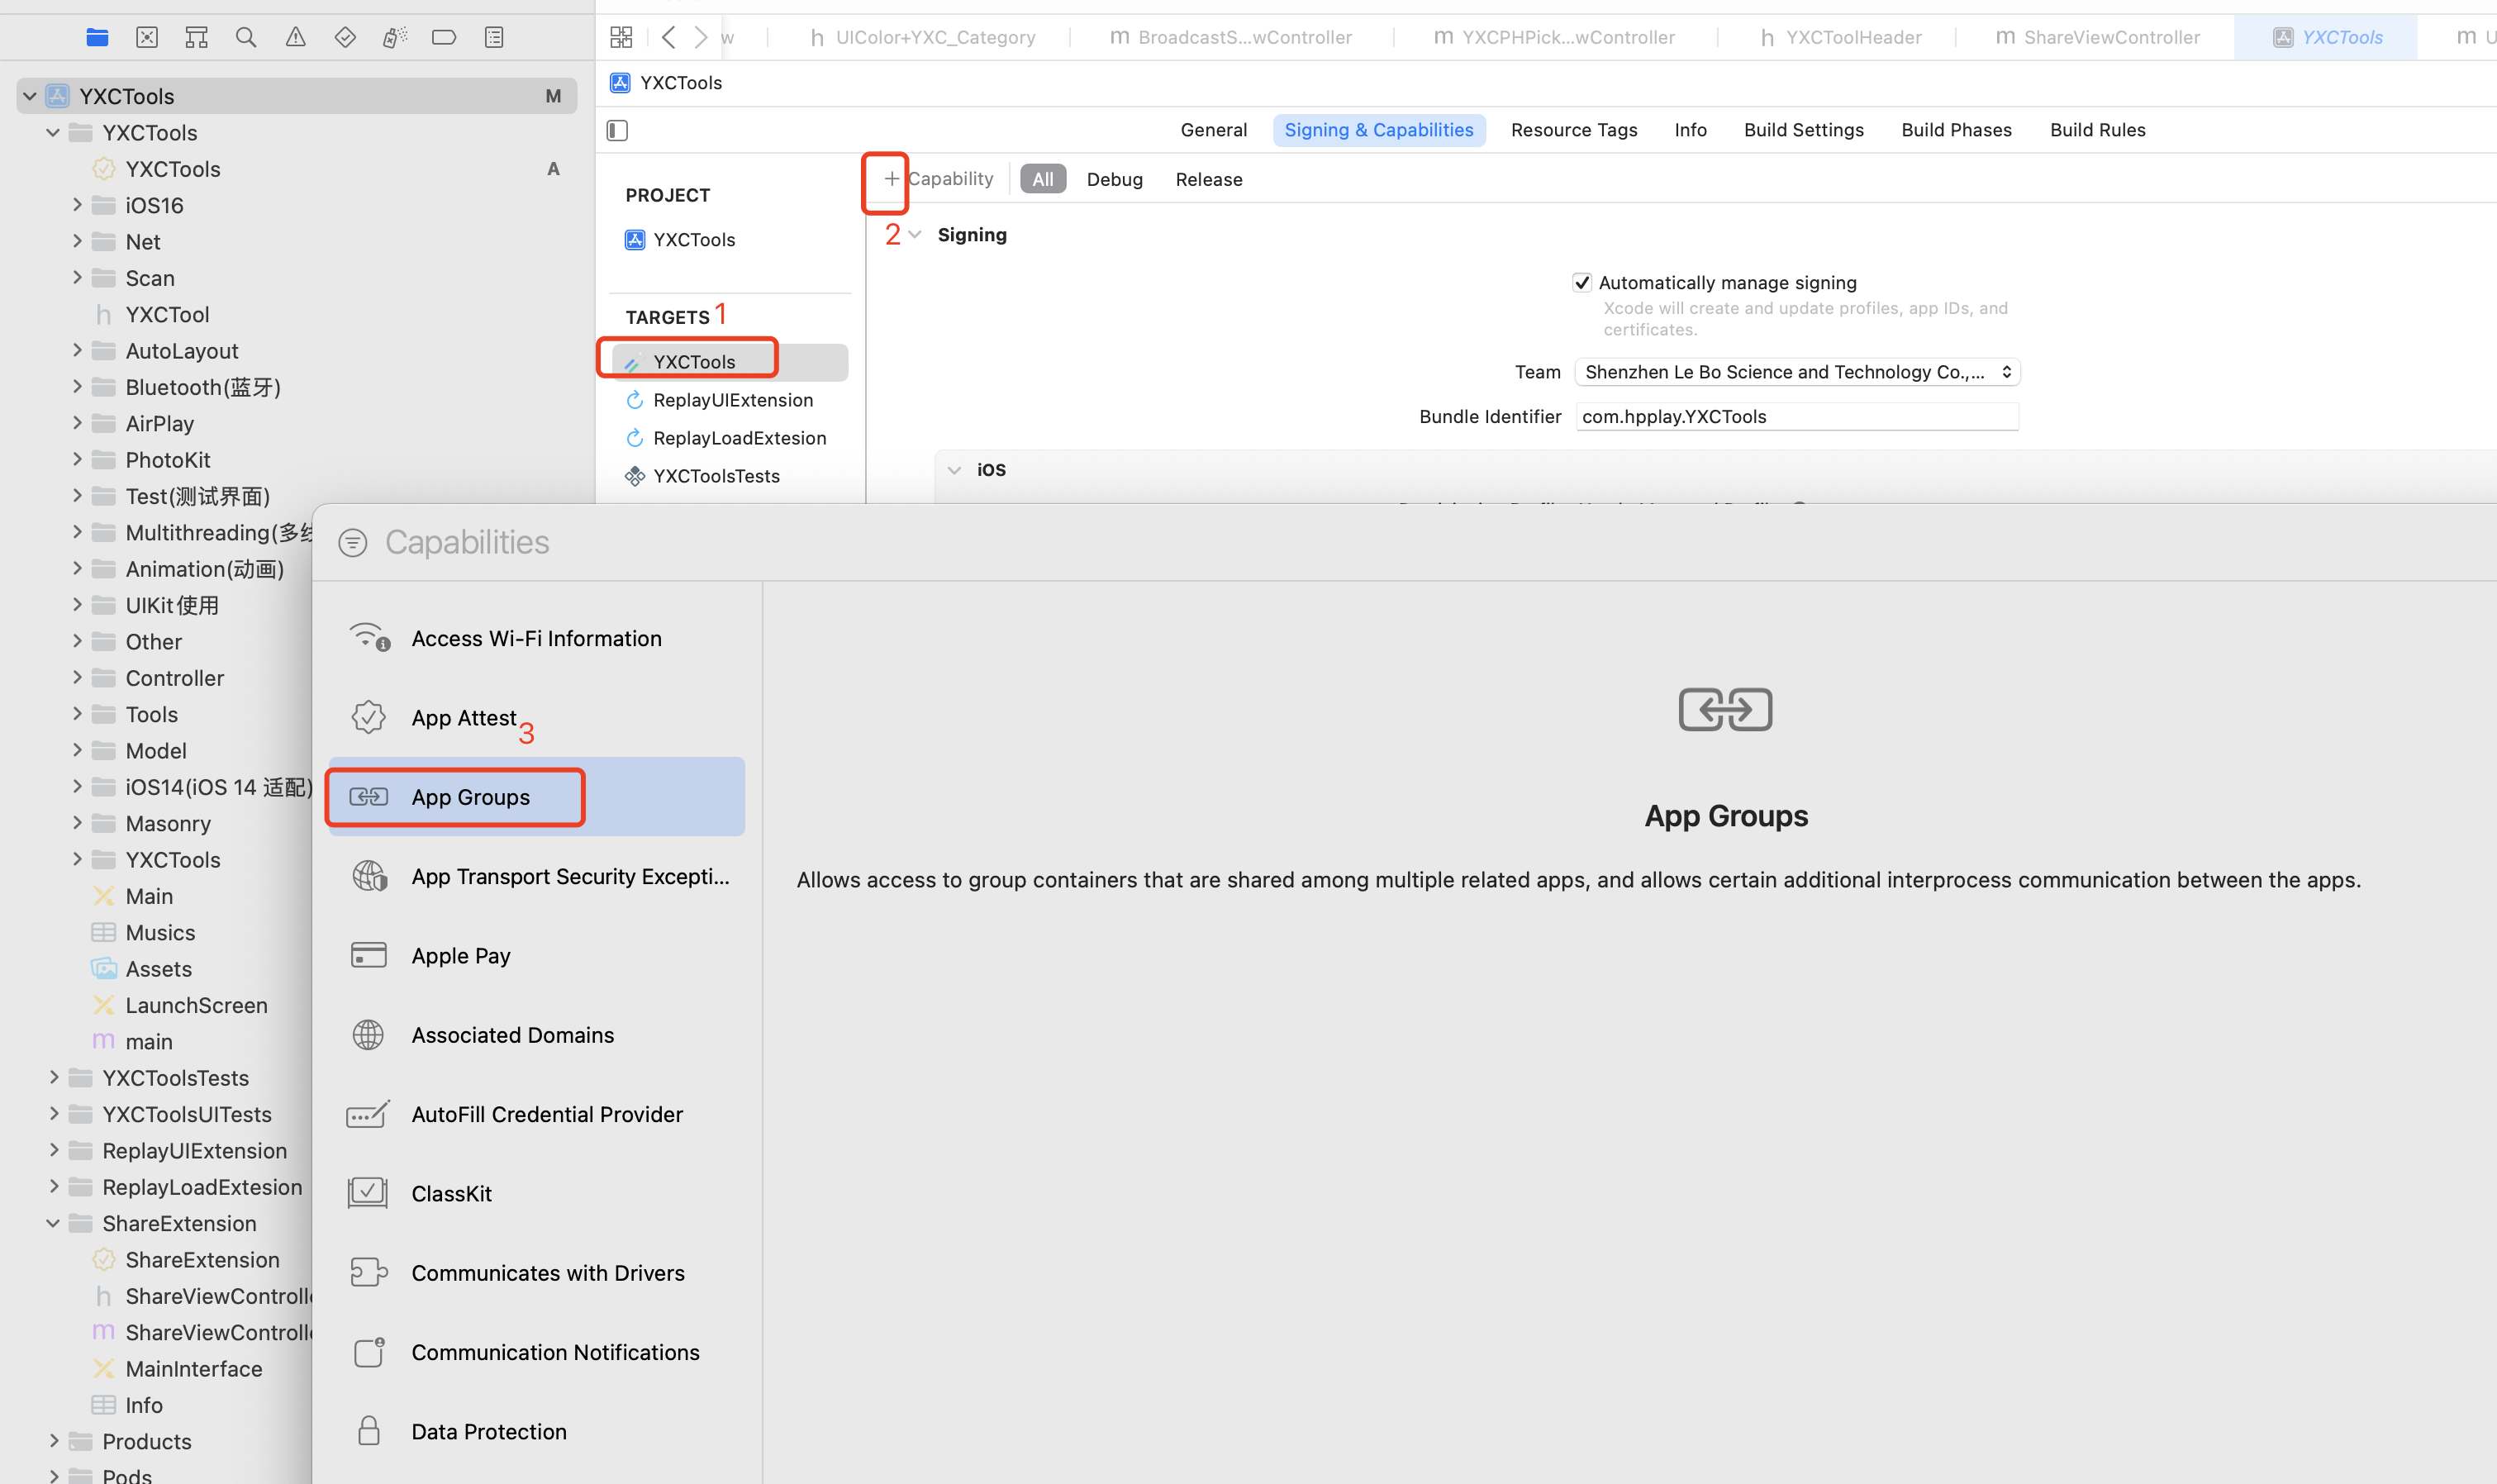 w
h UIColor+YXC_Category
m BroadcastS...wController
m YXCPHPick...wController
h YXCToolHeader
m ShareViewController
YXCTools
m U
YXCTools
General
Signing & Capabilities
Resource Tags
Info
Build Settings
Build Phases
Build Rules
+ Capability
All
Debug
Release
PROJECT
YXCTools
TARGETS 1
YXCTools
ReplayUIExtension
ReplayLoadExtesion
YXCToolsTests
2
Signing
Automatically manage signing
Xcode will create and update profiles, app IDs, and
certificates.
Team Shenzhen Le Bo Science and Technology Co.,...
Bundle Identifier com.hpplay.YXCTools
iOS
YXCTools M
YXCTools
YXCTools A
iOS16
Net
Scan
h YXCTool
AutoLayout
Bluetooth(蓝牙)
AirPlay
PhotoKit
Test(测试界面)
Multithreading(多线
Animation(动画)
UIKit使用
Other
Controller
Tools
Model
iOS14(iOS 14 适配)
Masonry
YXCTools
Main
Musics
Assets
LaunchScreen
m main
YXCToolsTests
YXCToolsUITests
ReplayUIExtension
ReplayLoadExtesion
ShareExtension
ShareExtension
h ShareViewControlle
m ShareViewControlle
MainInterface
Info
Products
Pods
Capabilities
Access Wi-Fi Information
App Attest
3
App Groups
App Transport Security Excepti...
Apple Pay
Associated Domains
AutoFill Credential Provider
ClassKit
Communicates with Drivers
Communication Notifications
Data Protection
App Groups
Allows access to group containers that are shared among multiple related apps, and allows certain additional interprocess communication between the apps.